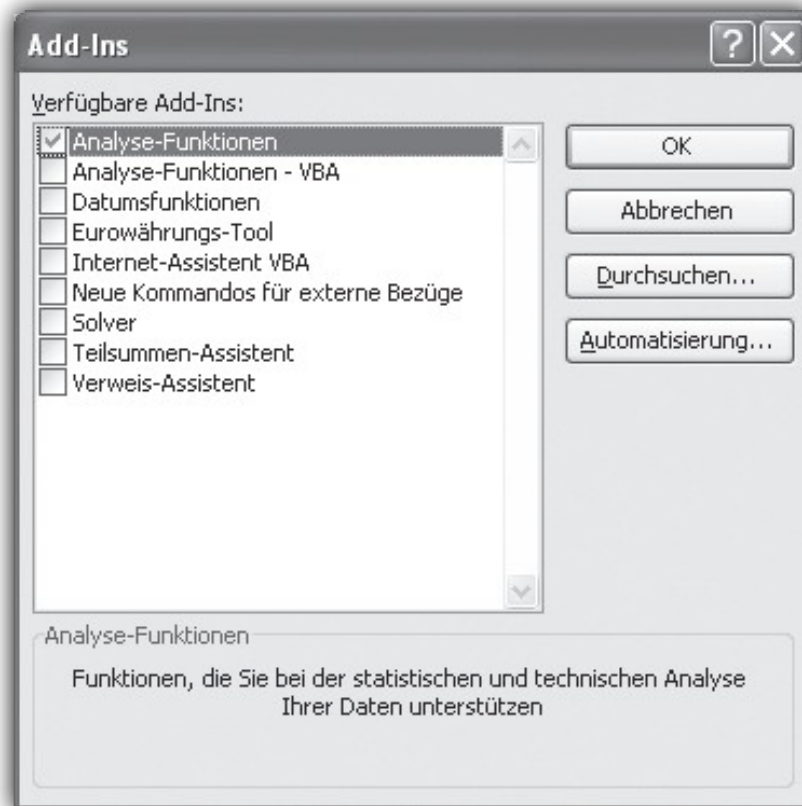 Add-Ins
Verfügbare Add-Ins:
Analyse-Funktionen
Analyse-Funktionen - VBA
Datumsfunktionen
Eurowährungs-Tool
Internet-Assistent VBA
Neue Kommandos für externe Bezüge
Solver
Teilsummen-Assistent
Verweis-Assistent
OK
Abbrechen
Durchsuchen...
Automatisierung...
Analyse-Funktionen
Funktionen, die Sie bei der statistischen und technischen Analyse
Ihrer Daten unterstützen